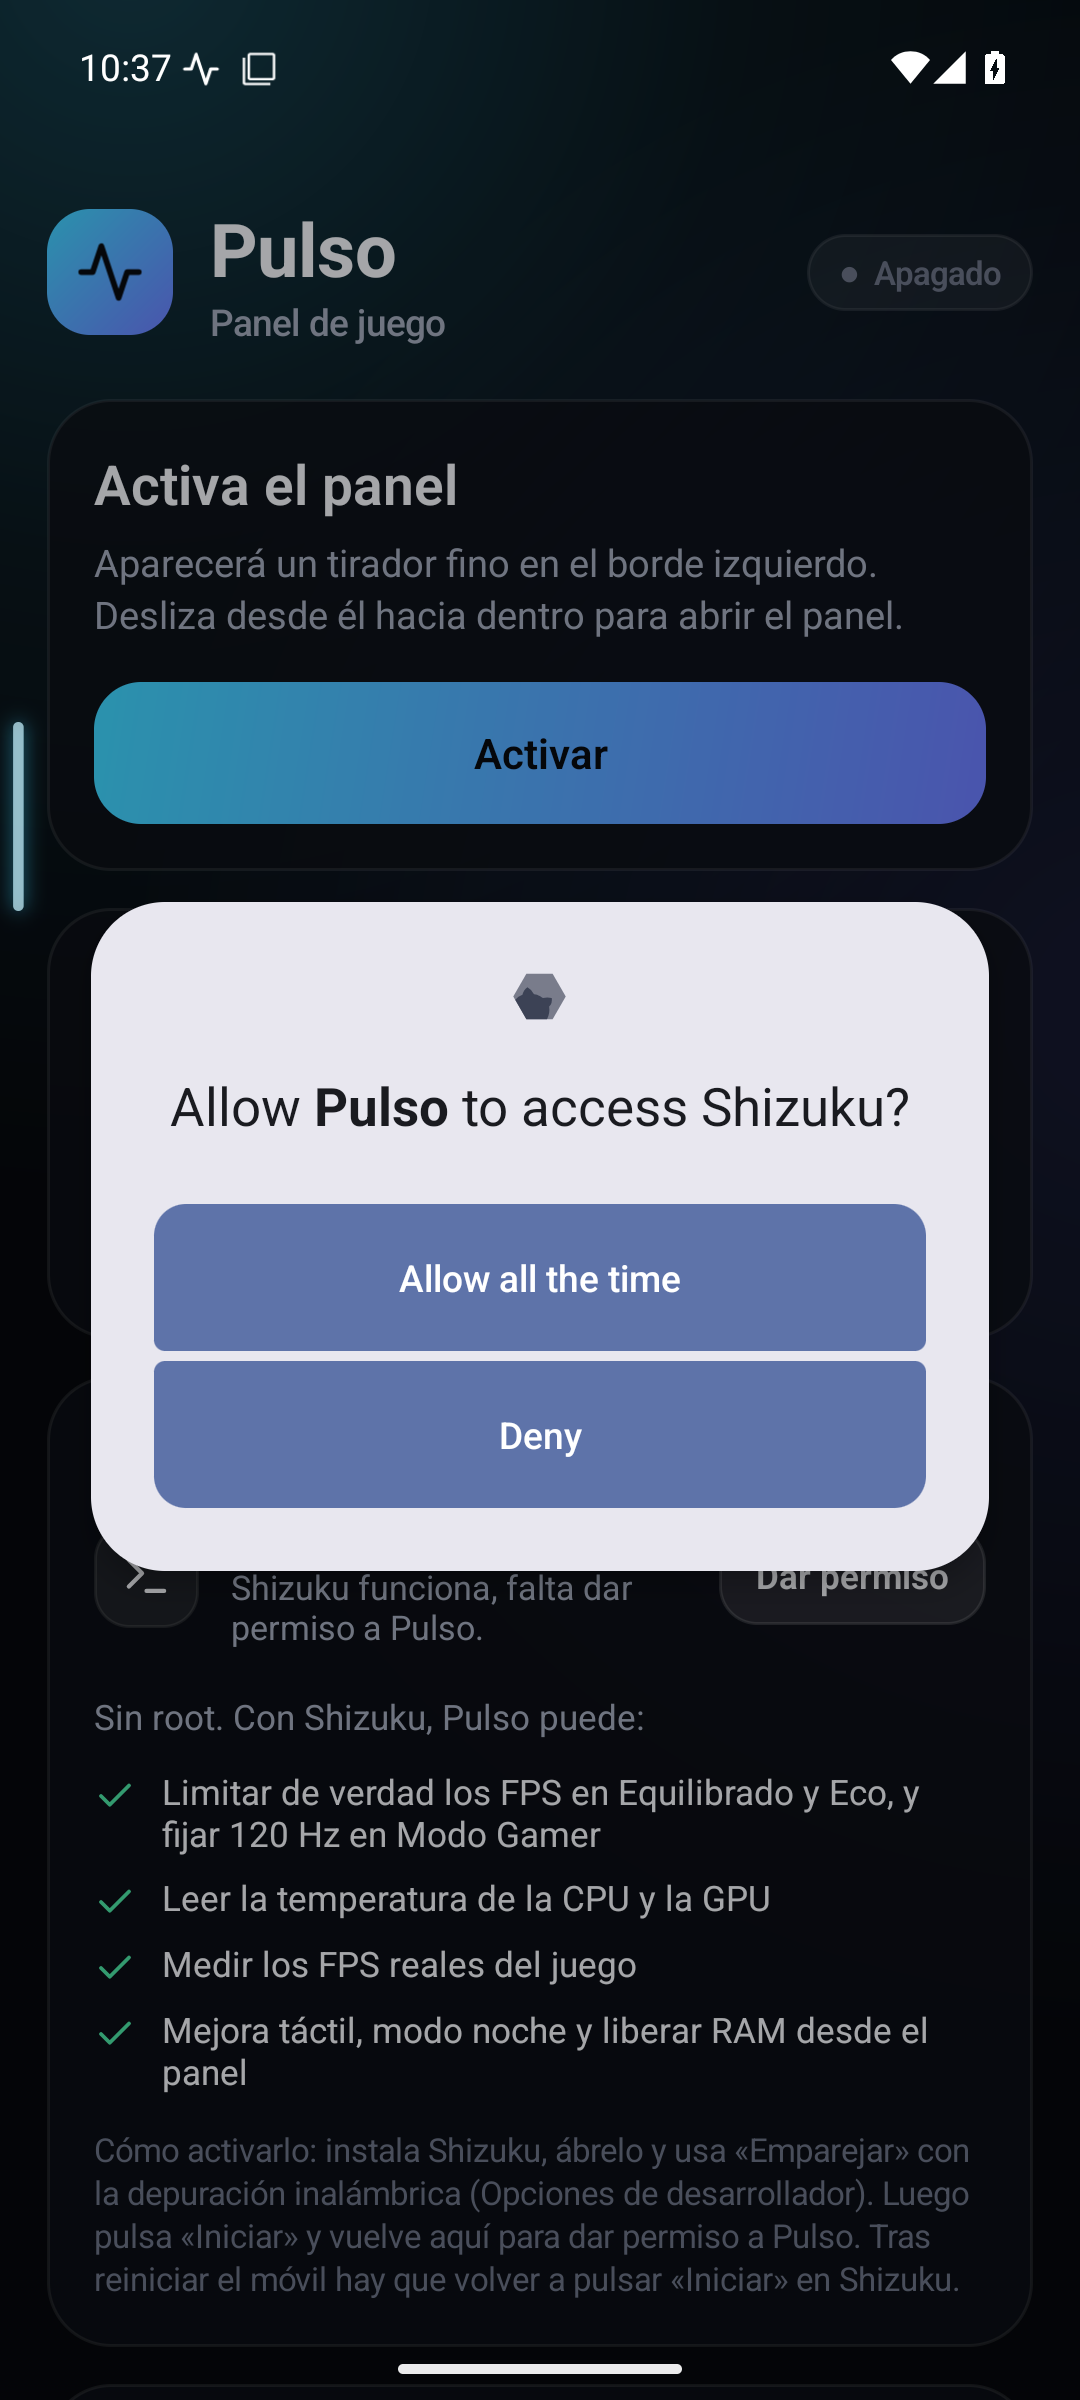 10:37
Pulso
Panel de juego
Apagado
Activa el panel
Aparecerá un tirador fino en el borde izquierdo.
Desliza desde él hacia dentro para abrir el panel.
Activar
Allow Pulso to access Shizuku?
Allow all the time
Deny
Shizuku funciona, falta dar
permiso a Pulso.
Dar permiso
Sin root. Con Shizuku, Pulso puede:
Limitar de verdad los FPS en Equilibrado y Eco, y
fijar 120 Hz en Modo Gamer
Leer la temperatura de la CPU y la GPU
Medir los FPS reales del juego
Mejora táctil, modo noche y liberar RAM desde el
panel
Cómo activarlo: instala Shizuku, ábrelo y usa «Emparejar» con
la depuración inalámbrica (Opciones de desarrollador). Luego
pulsa «Iniciar» y vuelve aquí para dar permiso a Pulso. Tras
reiniciar el móvil hay que volver a pulsar «Iniciar» en Shizuku.